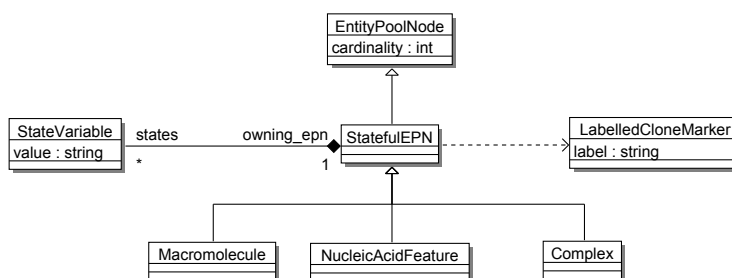 EntityPoolNode
cardinality : int
StateVariable
value : string
states
*
owning_epn
1
StatefulEPN
LabelledCloneMarker
label : string
Macromolecule
NucleicAcidFeature
Complex